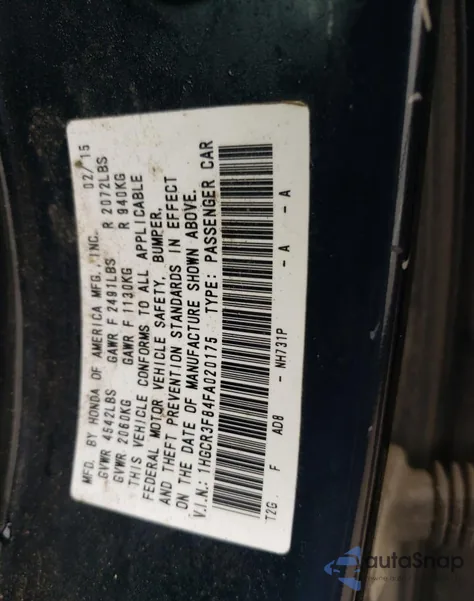 MFD. BY HONDA OF AMERICA MFG., INC. 02/15
GVWR 4542LBS GAWR F 2491LBS R 2072LBS
GVWR 2060KG GAWR F 1130KG R 940KG
THIS VEHICLE CONFORMS TO ALL APPLICABLE
FEDERAL MOTOR VEHICLE SAFETY, BUMPER,
AND THEFT PREVENTION STANDARDS IN EFFECT
ON THE DATE OF MANUFACTURE SHOWN ABOVE.
V.I.N.: 1HGCR3F84FA020175 TYPE: PASSENGER CAR
T2G F AD8 - NH731P - A - A
autoSnap